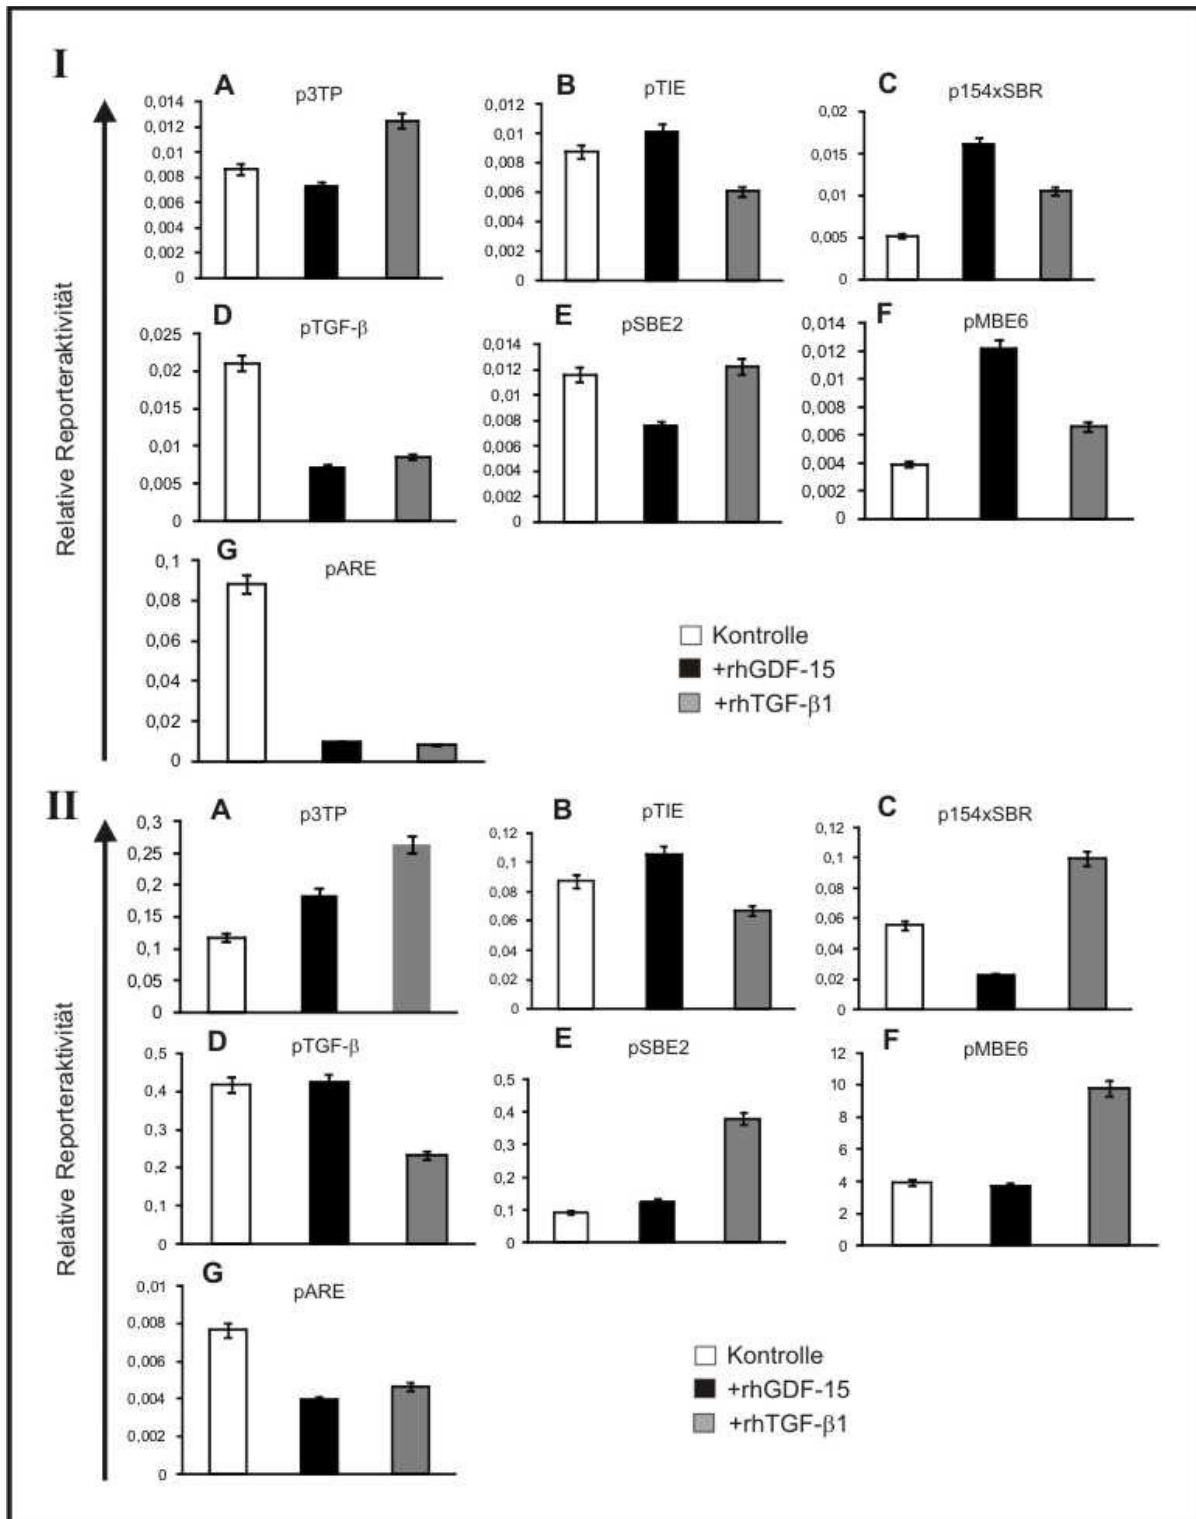 I
Relative Reporteraktivität
A
p3TP
0,014
0,012
0,01
0,008
0,006
0,004
0,002
0
B
pTIE
0,012
0,010
0,008
0,006
0,004
0,002
0
C
p154xSBR
0,02
0,015
0,01
0,005
0
D
pTGF-β
0,025
0,02
0,015
0,01
0,005
0
E
pSBE2
0,014
0,012
0,010
0,008
0,006
0,004
0,002
0
F
pMBE6
0,014
0,012
0,01
0,008
0,006
0,004
0,002
0
G
pARE
0,1
0,08
0,06
0,04
0,02
0
Kontrolle
+rhGDF-15
+rhTGF-β1
II
Relative Reporteraktivität
A
p3TP
0,3
0,25
0,2
0,15
0,1
0,05
0
B
pTIE
0,12
0,1
0,08
0,06
0,04
0,02
0
C
p154xSBR
0,12
0,1
0,08
0,06
0,04
0,02
0
D
pTGF-β
0,5
0,4
0,3
0,2
0,1
0
E
pSBE2
0,5
0,4
0,3
0,2
0,1
0
F
pMBE6
12
10
8
6
4
2
0
G
pARE
0,01
0,008
0,006
0,004
0,002
0
Kontrolle
+rhGDF-15
+rhTGF-β1